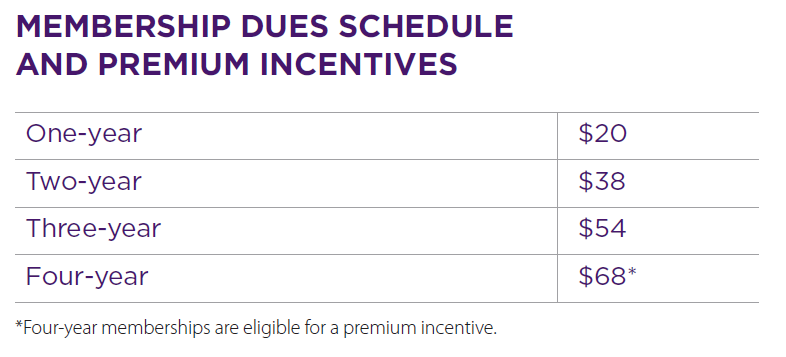 MEMBERSHIP DUES SCHEDULE
AND PREMIUM INCENTIVES
One-year $20
Two-year $38
Three-year $54
Four-year $68*
*Four-year memberships are eligible for a premium incentive.